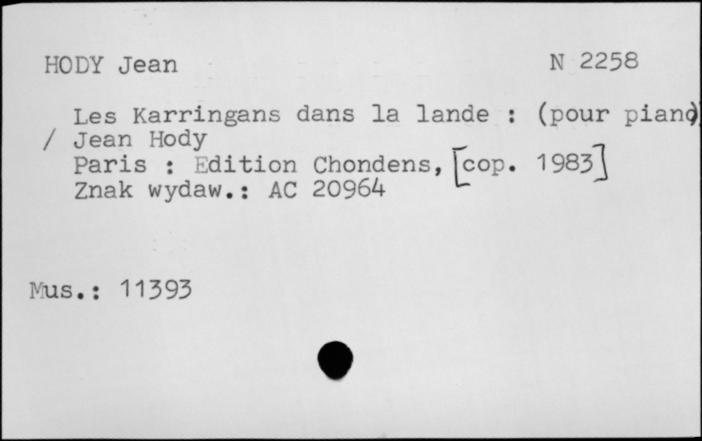 HODY Jean N 2258
Les Karringans dans la lande : (pour piano)
/ Jean Hody
Paris : Edition Chondens, [cop. 1983]
Znak wydaw.: AC 20964
Mus.: 11393